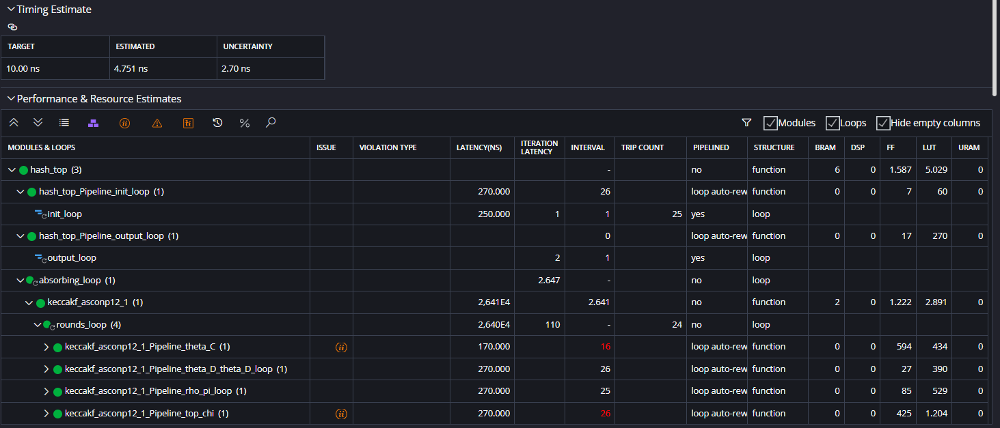 Timing Estimate
TARGET ESTIMATED UNCERTAINTY
10.00 ns 4.751 ns 2.70 ns
Performance & Resource Estimates
% Modules Loops Hide empty columns
MODULES & LOOPS ISSUE VIOLATION TYPE LATENCY(NS) ITERATION LATENCY INTERVAL TRIP COUNT PIPELINED STRUCTURE BRAM DSP FF LUT URAM
hash_top (3) - no function 6 0 1.587 5.029 0
hash_top_Pipeline_init_loop (1) 270.000 26 loop auto-rew function 0 0 7 60 0
init_loop 250.000 1 1 25 yes loop
hash_top_Pipeline_output_loop (1) 0 loop auto-rew function 0 0 17 270 0
output_loop 2 1 yes loop
absorbing_loop (1) 2.647 - no loop
keccakf_asconp12_1 (1) 2,641E4 2.641 no function 2 0 1.222 2.891 0
rounds_loop (4) 2,640E4 110 - 24 no loop
keccakf_asconp12_1_Pipeline_theta_C (1) 170.000 16 loop auto-rew function 0 0 594 434 0
keccakf_asconp12_1_Pipeline_theta_D_theta_D_loop (1) 270.000 26 loop auto-rew function 0 0 27 390 0
keccakf_asconp12_1_Pipeline_rho_pi_loop (1) 270.000 25 loop auto-rew function 0 0 85 529 0
keccakf_asconp12_1_Pipeline_top_chi (1) 270.000 26 loop auto-rew function 0 0 425 1.204 0